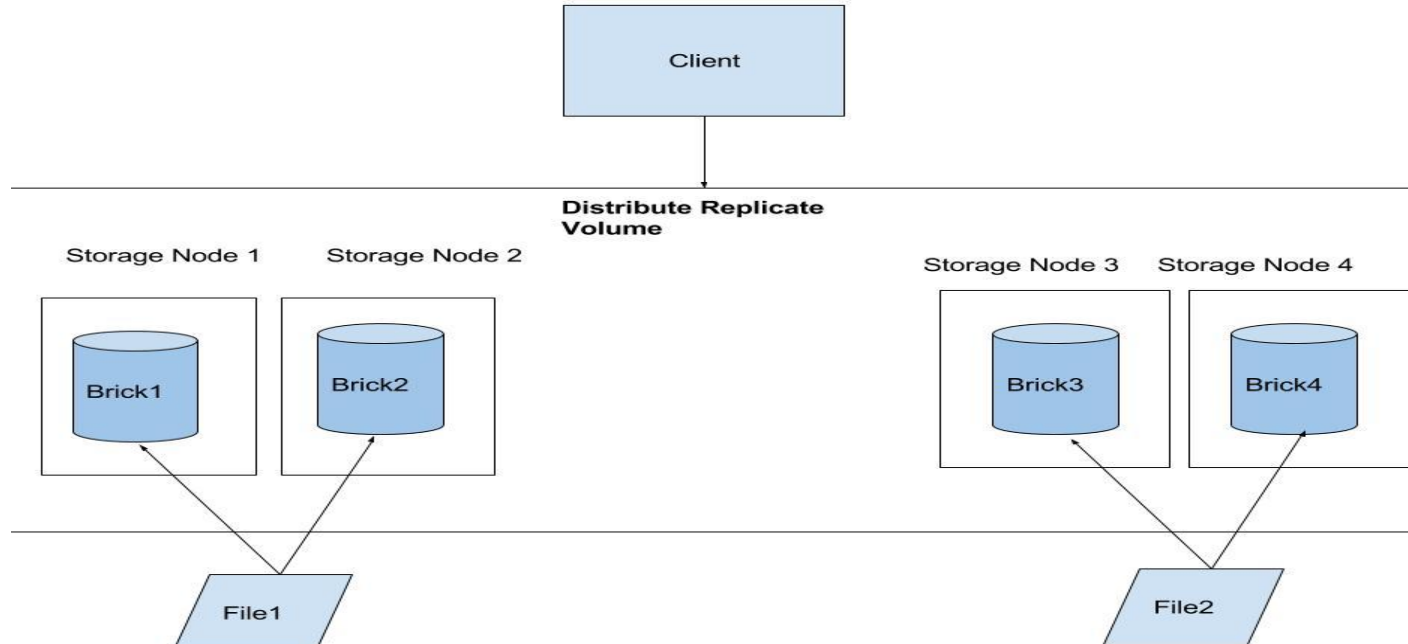 Client
Distribute Replicate
Volume
Storage Node 1
Storage Node 2
Storage Node 3
Storage Node 4
Brick1
Brick2
Brick3
Brick4
File1
File2